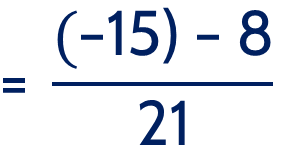 = (-15) - 8
21